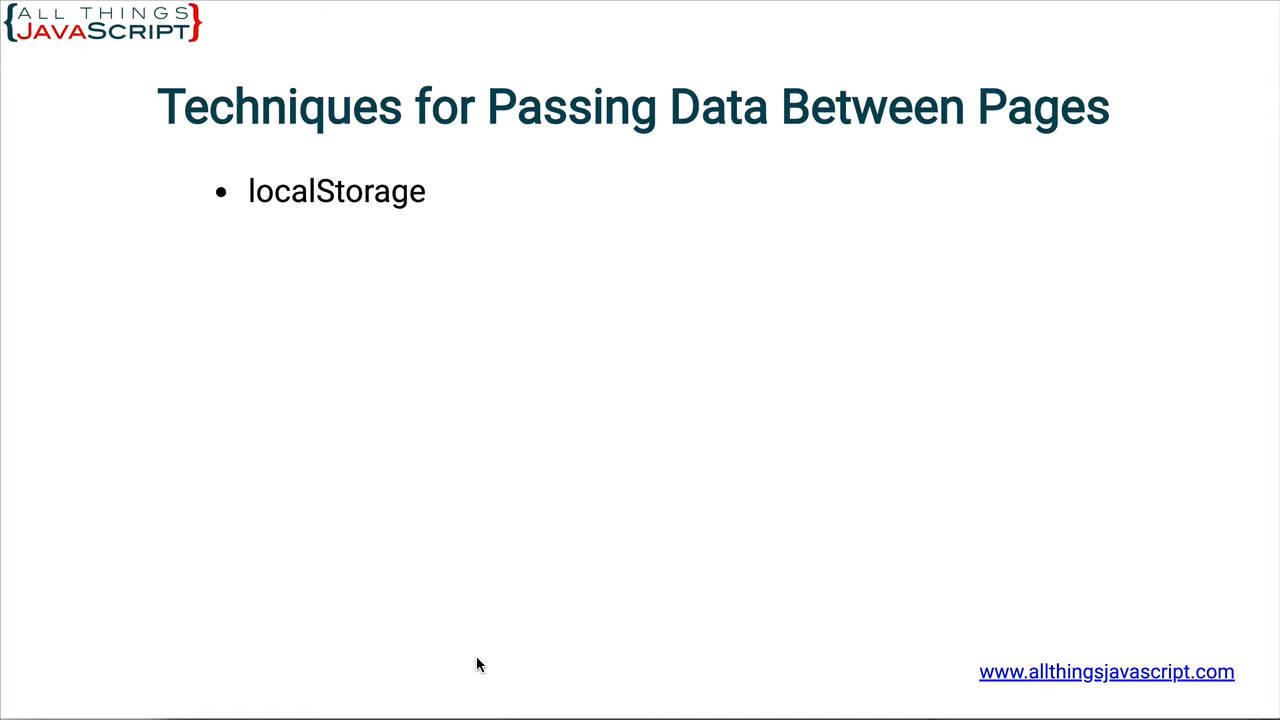 {ALL THINGS
JAVASCRIPT}
Techniques for Passing Data Between Pages
• localStorage
www.allthingsjavascript.com